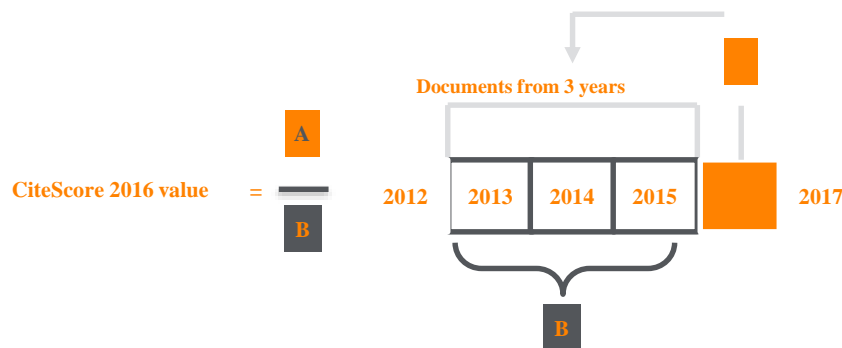 Documents from 3 years
A
CiteScore 2016 value = 2012 2013 2014 2015 2017
B
B